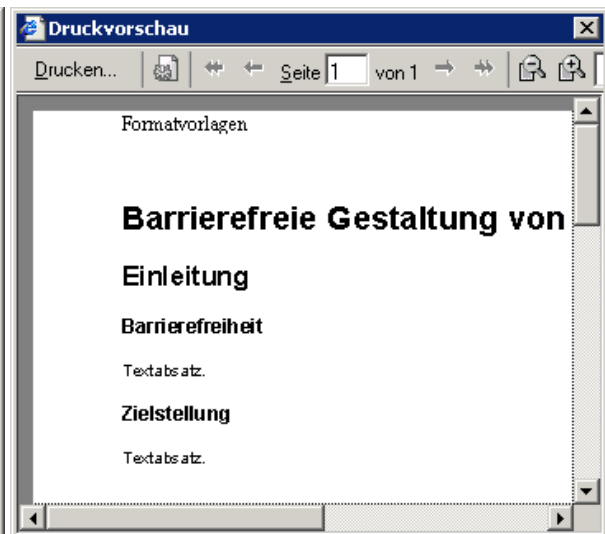 Druckvorschau
Drucken... Seite 1 von 1
Formatvorlagen
Barrierefreie Gestaltung von
Einleitung
Barrierefreiheit
Textabsatz.
Zielstellung
Textabsatz.